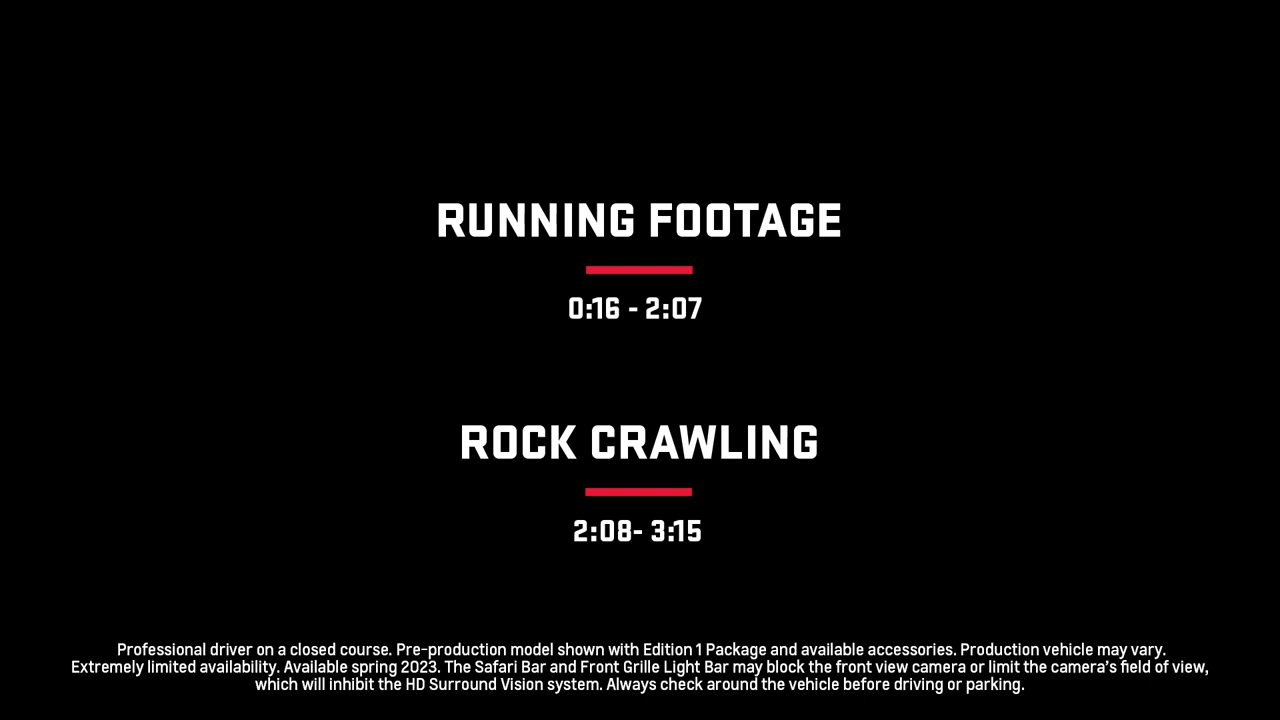 RUNNING FOOTAGE
0:16 - 2:07
ROCK CRAWLING
2:08- 3:15
Professional driver on a closed course. Pre-production model shown with Edition 1 Package and available accessories. Production vehicle may vary.
Extremely limited availability. Available spring 2023. The Safari Bar and Front Grille Light Bar may block the front view camera or limit the camera's field of view,
which will inhibit the HD Surround Vision system. Always check around the vehicle before driving or parking.